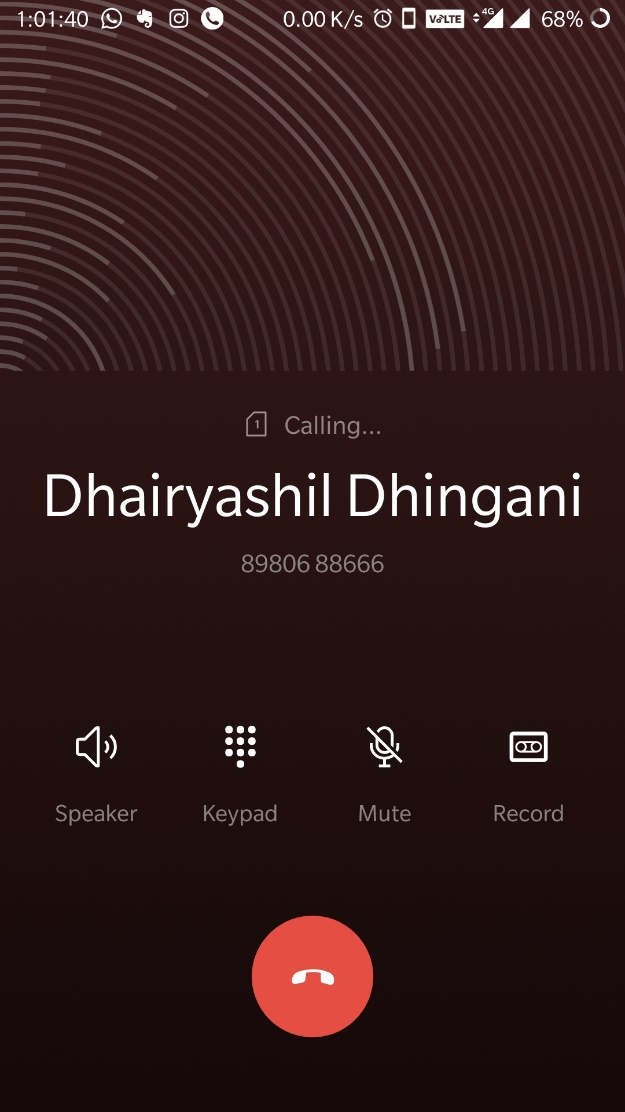 1:01:40 0.00 K/s VoLTE 4G 68%
1 Calling...
Dhairyashil Dhingani
89806 88666
Speaker Keypad Mute Record